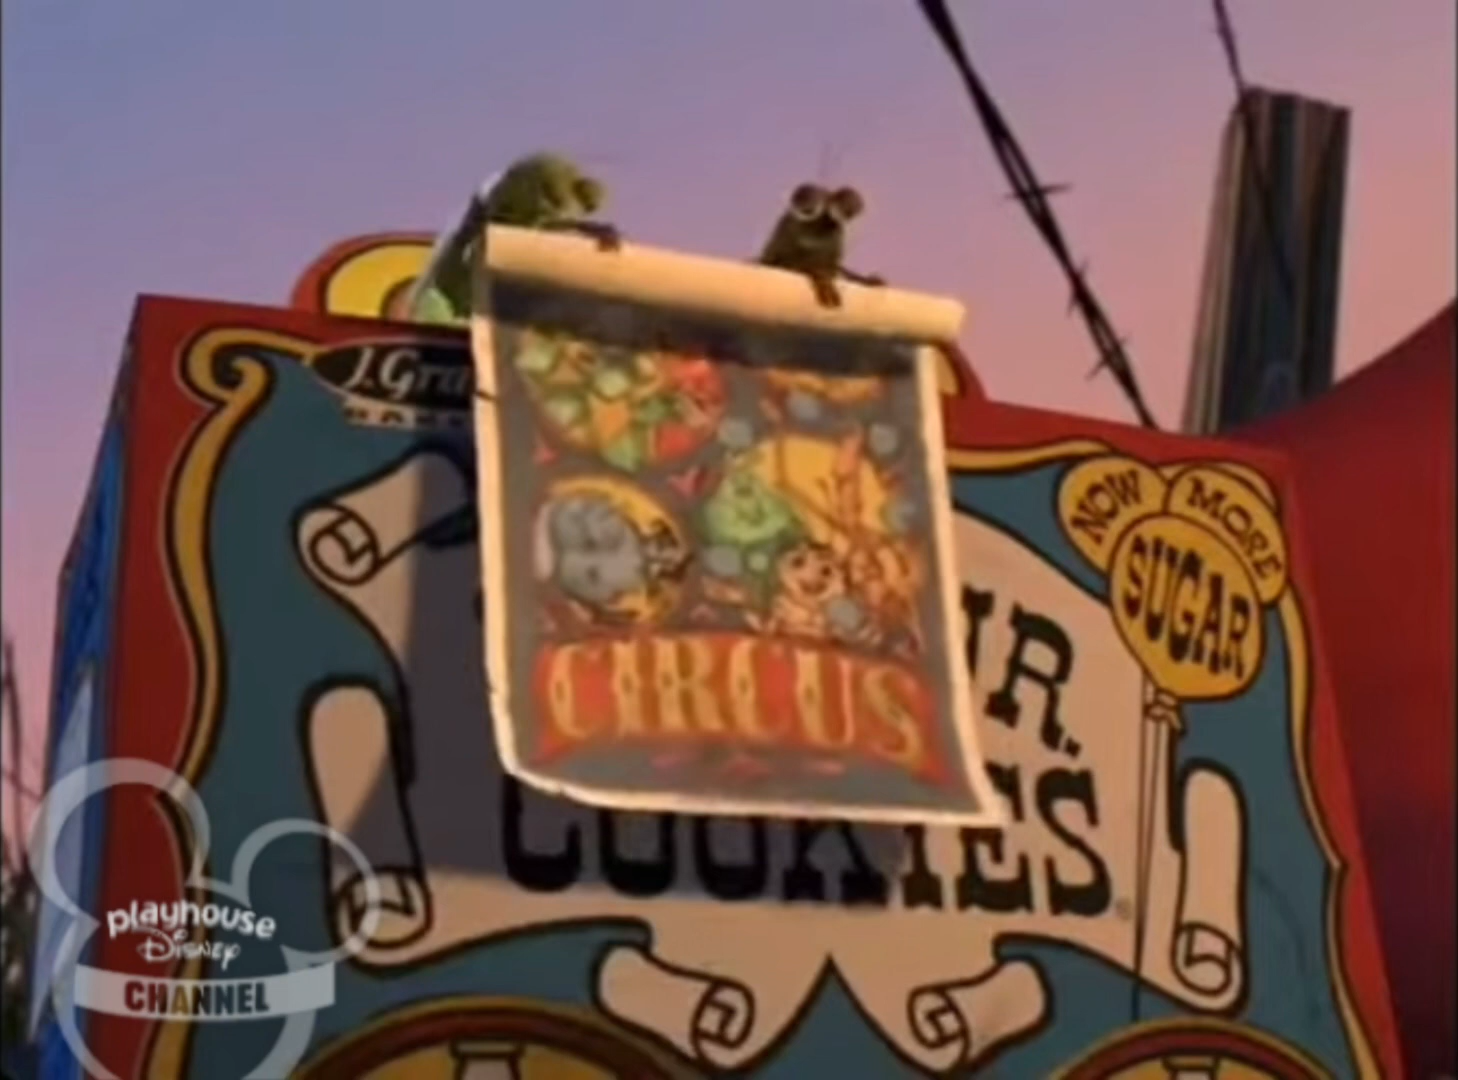 J.Gra
NOW MORE
SUGAR
CIRCUS
R.
COOKIES
playhouse
Disney
CHANNEL